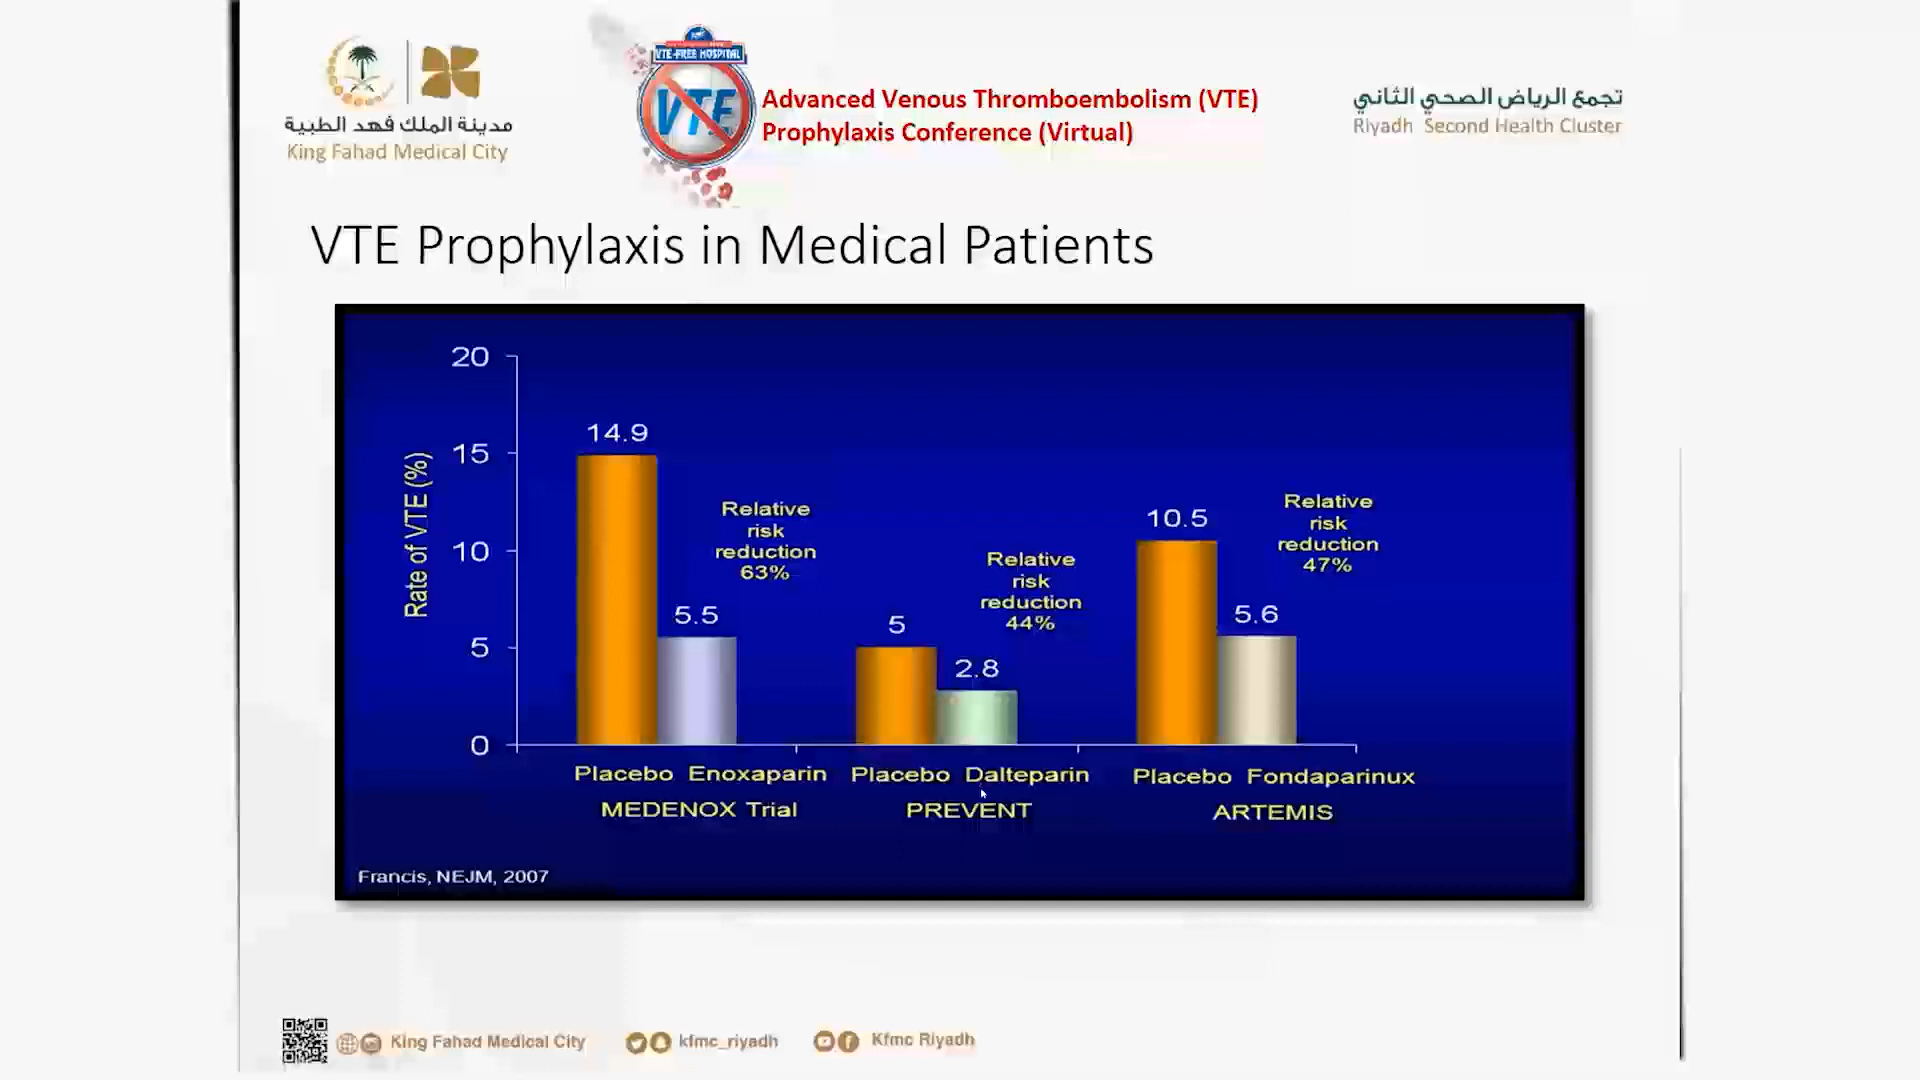 مدينة الملك فهد الطبية
King Fahad Medical City
VTE-FREE HOSPITAL
VTE
Advanced Venous Thromboembolism (VTE)
Prophylaxis Conference (Virtual)
تجمع الرياض الصحي الثاني
Riyadh Second Health Cluster
VTE Prophylaxis in Medical Patients
Rate of VTE (%)
20
15
10
5
0
14.9
5.5
Relative
risk
reduction
63%
5
2.8
Relative
risk
reduction
44%
10.5
5.6
Relative
risk
reduction
47%
Placebo Enoxaparin Placebo Dalteparin Placebo Fondaparinux
MEDENOX Trial PREVENT ARTEMIS
Francis, NEJM, 2007
King Fahad Medical City kfmc_riyadh Kfmc Riyadh